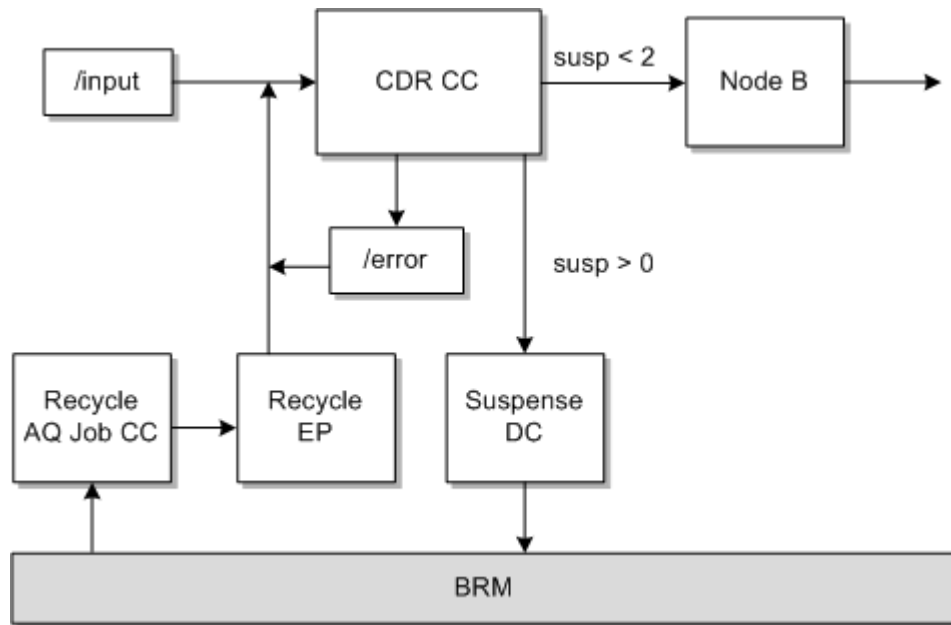 /input
CDR CC
susp < 2
Node B
/error
susp > 0
Recycle
AQ Job CC
Recycle
EP
Suspense
DC
BRM